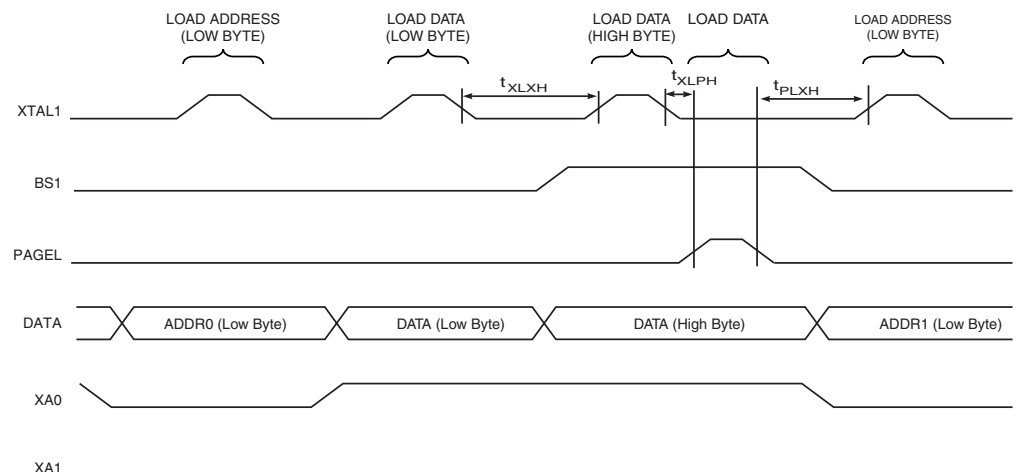 LOAD ADDRESS
(LOW BYTE)
LOAD DATA
(LOW BYTE)
LOAD DATA
(HIGH BYTE)
LOAD DATA
LOAD ADDRESS
(LOW BYTE)
tXLXH
tXLPH
tPLXH
XTAL1
BS1
PAGEL
DATA
ADDR0 (Low Byte)
DATA (Low Byte)
DATA (High Byte)
ADDR1 (Low Byte)
XA0
XA1